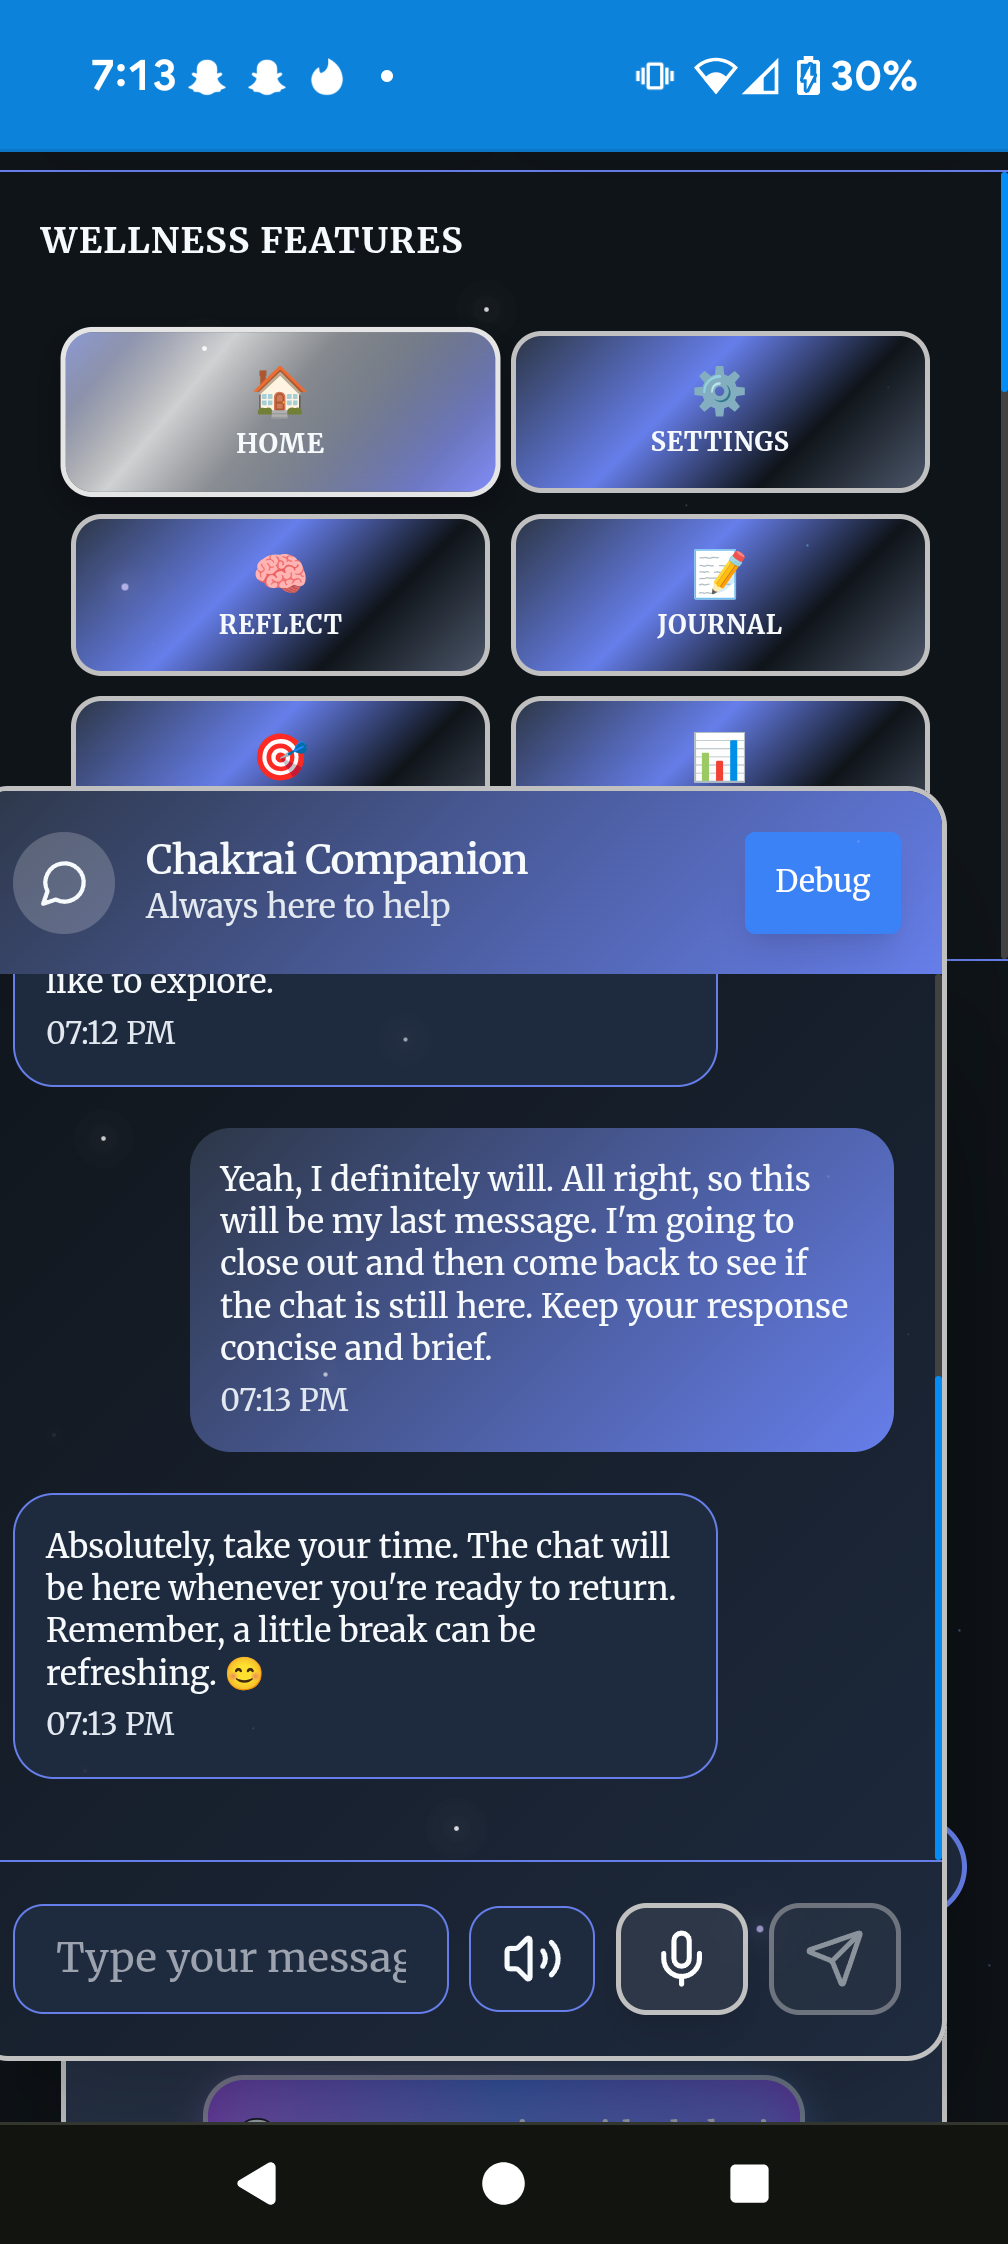 7:13
30%
WELLNESS FEATURES
HOME
SETTINGS
REFLECT
JOURNAL
Chakrai Companion
Always here to help
Debug
like to explore.
07:12 PM
Yeah, I definitely will. All right, so this
will be my last message. I'm going to
close out and then come back to see if
the chat is still here. Keep your response
concise and brief.
07:13 PM
Absolutely, take your time. The chat will
be here whenever you're ready to return.
Remember, a little break can be
refreshing. 😊
07:13 PM
Type your messag